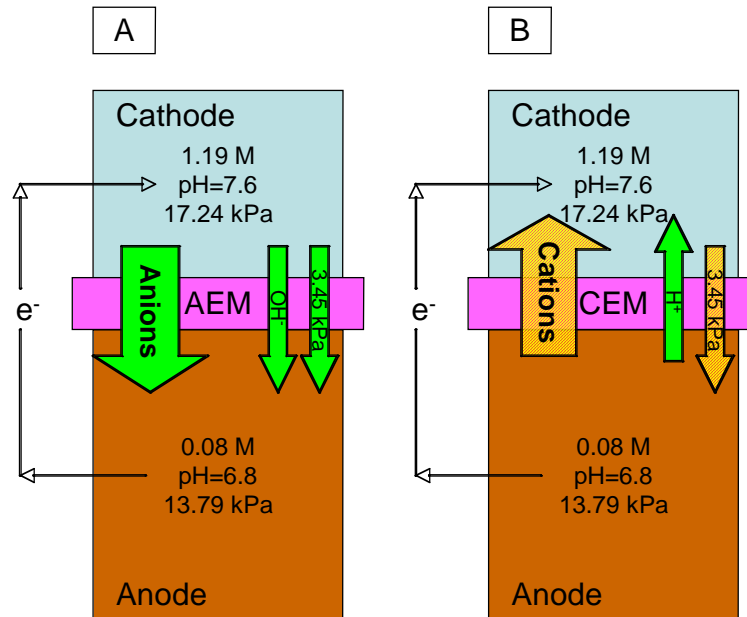 A
Cathode
1.19 M
pH=7.6
17.24 kPa
e-
Anions
AEM
OH-
3.45 kPa
0.08 M
pH=6.8
13.79 kPa
Anode
B
Cathode
1.19 M
pH=7.6
17.24 kPa
e-
Cations
CEM
H+
3.45 kPa
0.08 M
pH=6.8
13.79 kPa
Anode